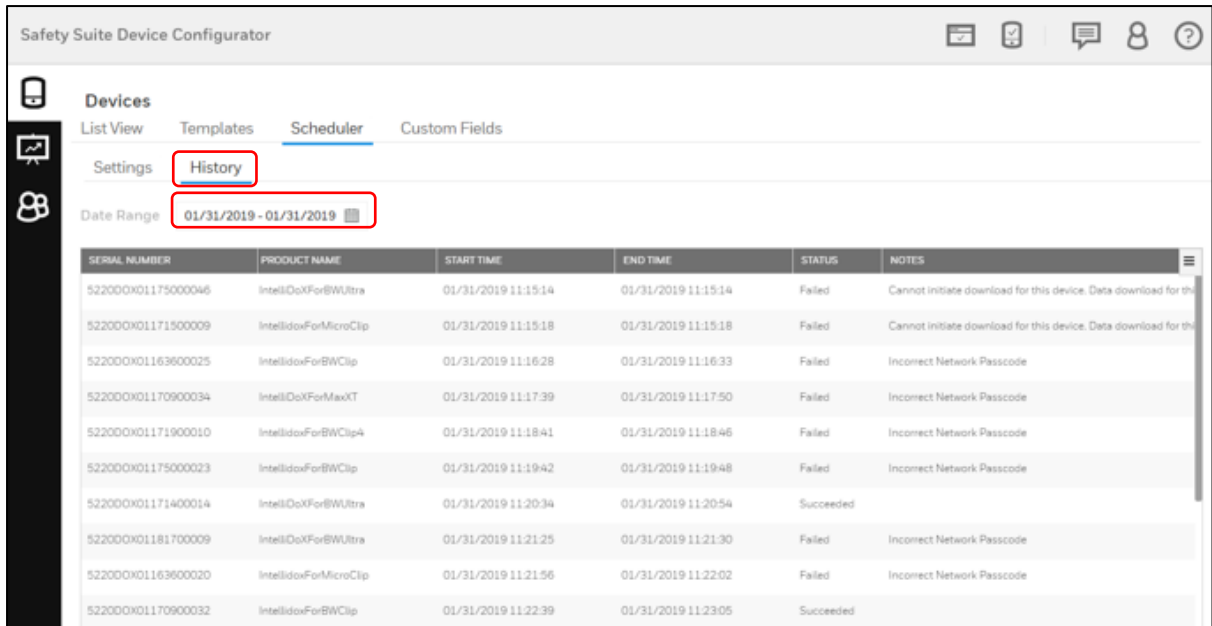 Safety Suite Device Configurator
Devices
List View Templates Scheduler Custom Fields
Settings History
Date Range 01/31/2019 - 01/31/2019
SERIAL NUMBER PRODUCT NAME START TIME END TIME STATUS NOTES
5220DOX01175000046 IntelliDoXForBWUltra 01/31/2019 11:15:14 01/31/2019 11:15:14 Failed Cannot initiate download for this device. Data download for thi
5220DOX01171500009 IntellidoxForMicroClip 01/31/2019 11:15:18 01/31/2019 11:15:18 Failed Cannot initiate download for this device. Data download for thi
5220DOX01163600025 IntellidoxForBWClip 01/31/2019 11:16:28 01/31/2019 11:16:33 Failed Incorrect Network Passcode
5220DOX01170900034 IntelliDoXForMaxXT 01/31/2019 11:17:39 01/31/2019 11:17:50 Failed Incorrect Network Passcode
5220DOX01171900010 IntellidoxForBWClip4 01/31/2019 11:18:41 01/31/2019 11:18:46 Failed Incorrect Network Passcode
5220DOX01175000023 IntellidoxForBWClip 01/31/2019 11:19:42 01/31/2019 11:19:48 Failed Incorrect Network Passcode
5220DOX01171400014 IntelliDoXForBWUltra 01/31/2019 11:20:34 01/31/2019 11:20:54 Succeeded
5220DOX01181700009 IntelliDoXForBWUltra 01/31/2019 11:21:25 01/31/2019 11:21:30 Failed Incorrect Network Passcode
5220DOX01163600020 IntellidoxForMicroClip 01/31/2019 11:21:56 01/31/2019 11:22:02 Failed Incorrect Network Passcode
5220DOX01170900032 IntellidoxForBWClip 01/31/2019 11:22:39 01/31/2019 11:23:05 Succeeded